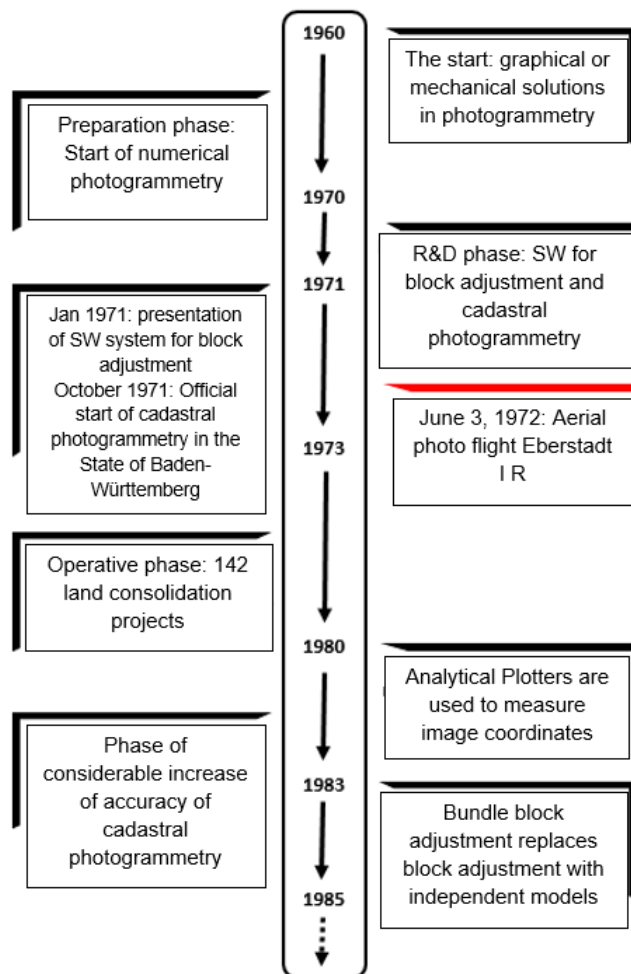 1960
The start: graphical or
mechanical solutions
in photogrammetry
Preparation phase:
Start of numerical
photogrammetry
1970
R&D phase: SW for
block adjustment and
cadastral
photogrammetry
1971
Jan 1971: presentation
of SW system for block
adjustment
October 1971: Official
start of cadastral
photogrammetry in the
State of Baden-
Württemberg
June 3, 1972: Aerial
photo flight Eberstadt
I R
1973
Operative phase: 142
land consolidation
projects
1980
Analytical Plotters are
used to measure
image coordinates
Phase of
considerable increase
of accuracy of
cadastral
photogrammetry
1983
Bundle block
adjustment replaces
block adjustment with
independent models
1985